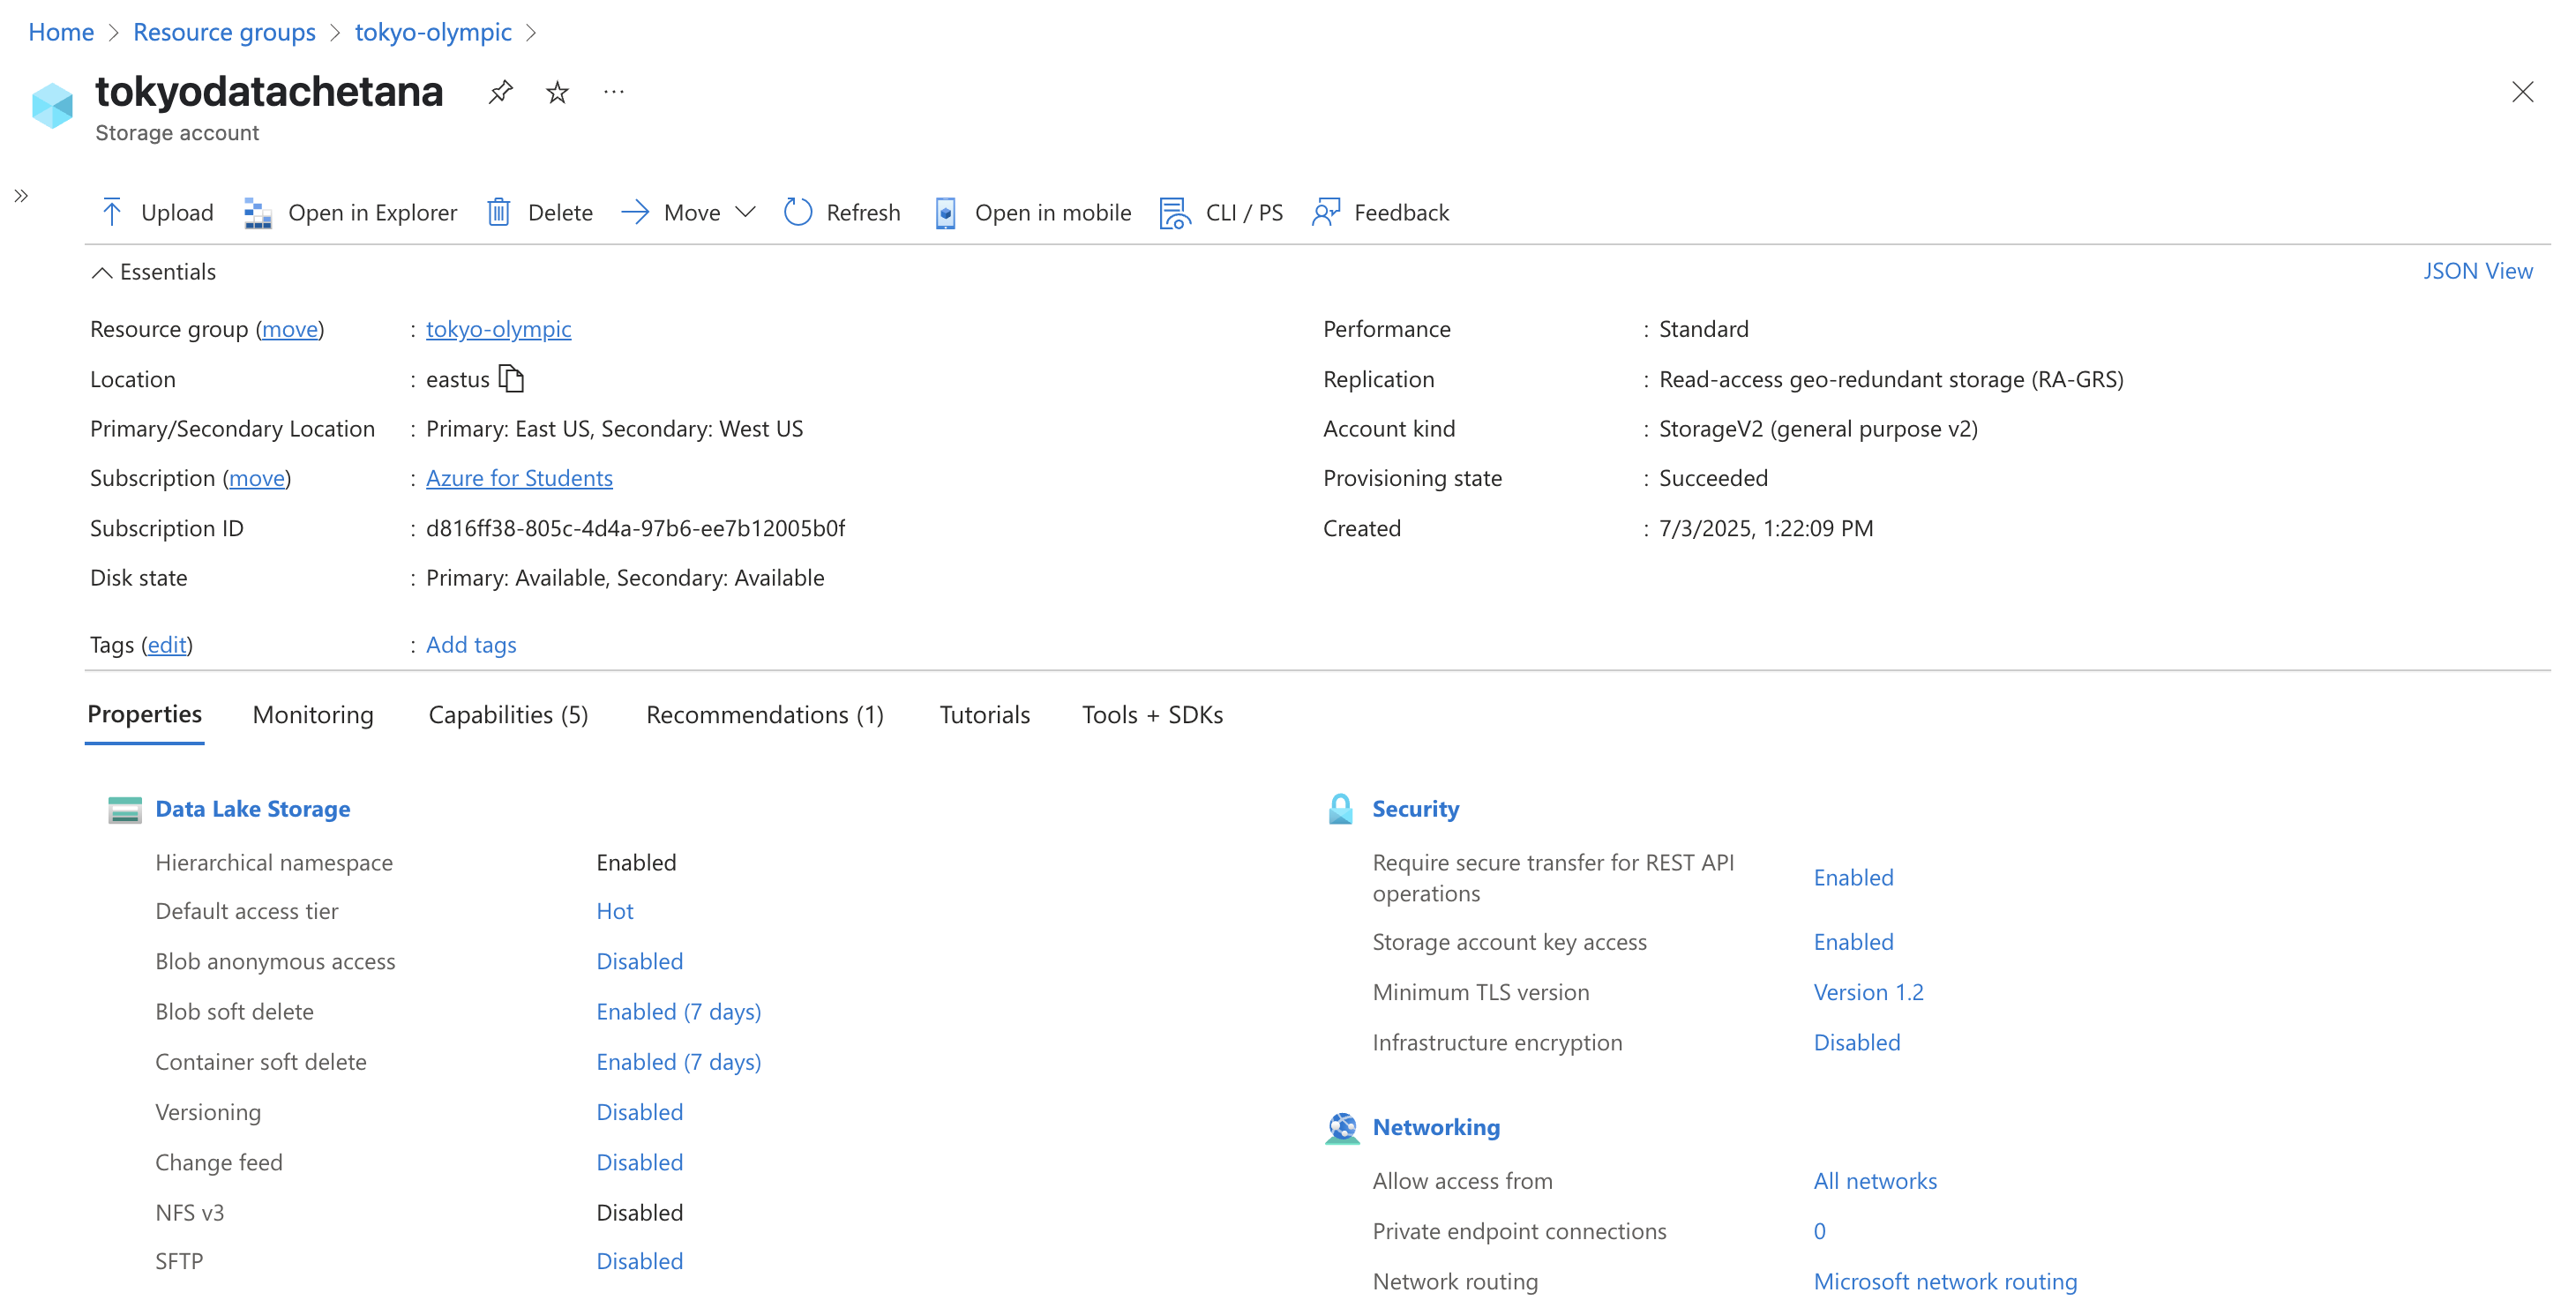 Home > Resource groups > tokyo-olympic >
tokyodatachetana
Storage account
Upload Open in Explorer Delete Move Refresh Open in mobile CLI / PS Feedback
Essentials
JSON View
Resource group (move) : tokyo-olympic
Location : eastus
Primary/Secondary Location : Primary: East US, Secondary: West US
Subscription (move) : Azure for Students
Subscription ID : d816ff38-805c-4d4a-97b6-ee7b12005b0f
Disk state : Primary: Available, Secondary: Available
Tags (edit) : Add tags
Performance : Standard
Replication : Read-access geo-redundant storage (RA-GRS)
Account kind : StorageV2 (general purpose v2)
Provisioning state : Succeeded
Created : 7/3/2025, 1:22:09 PM
Properties Monitoring Capabilities (5) Recommendations (1) Tutorials Tools + SDKs
Data Lake Storage
Hierarchical namespace Enabled
Default access tier Hot
Blob anonymous access Disabled
Blob soft delete Enabled (7 days)
Container soft delete Enabled (7 days)
Versioning Disabled
Change feed Disabled
NFS v3 Disabled
SFTP Disabled
Security
Require secure transfer for REST API
operations Enabled
Storage account key access Enabled
Minimum TLS version Version 1.2
Infrastructure encryption Disabled
Networking
Allow access from All networks
Private endpoint connections 0
Network routing Microsoft network routing